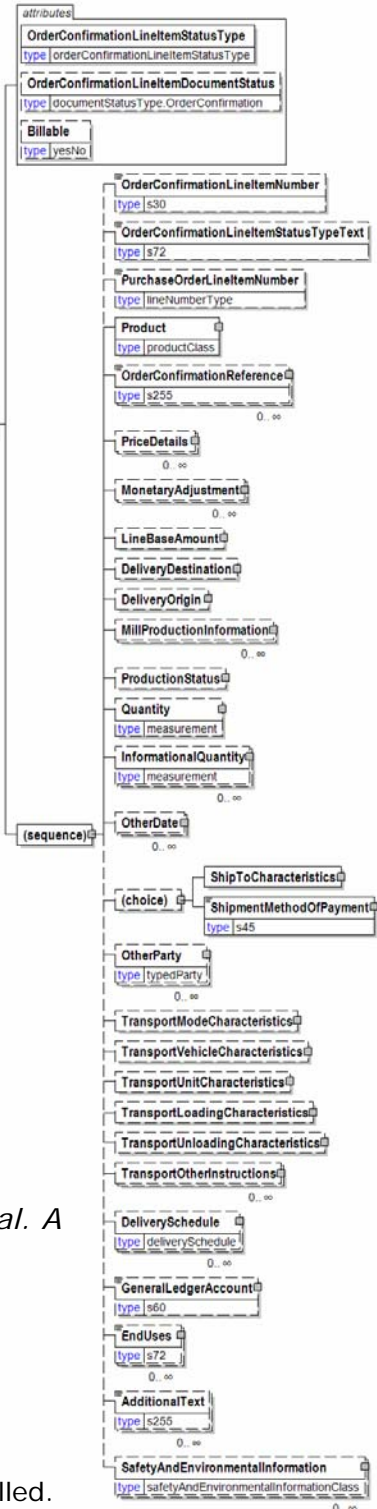 attributes
OrderConfirmationLineItemStatusType
type orderConfirmationLineItemStatusType
OrderConfirmationLineItemDocumentStatus
type documentStatusType.OrderConfirmation
Billable
type yesNo
OrderConfirmationLineItemNumber
type s30
OrderConfirmationLineItemStatusTypeText
type s72
PurchaseOrderLineItemNumber
type lineNumberType
Product
type productClass
OrderConfirmationReference
type s255
0..∞
PriceDetails
0..∞
MonetaryAdjustment
0..∞
LineBaseAmount
DeliveryDestination
DeliveryOrigin
MillProductionInformation
0..∞
ProductionStatus
Quantity
type measurement
InformationalQuantity
type measurement
0..∞
(sequence)
OtherDate
0..∞
(choice)
ShipToCharacteristics
ShipmentMethodOfPayment
type s45
OtherParty
type typedParty
0..∞
TransportModeCharacteristics
TransportVehicleCharacteristics
TransportUnitCharacteristics
TransportLoadingCharacteristics
TransportUnloadingCharacteristics
TransportOtherInstructions
0..∞
al. A
DeliverySchedule
type deliverySchedule
0..∞
GeneralLedgerAccount
type s60
EndUses
type s72
0..∞
AdditionalText
type s255
0..∞
SafetyAndEnvironmentalInformation
type safetyAndEnvironmentalInformationClass
lled.
0..∞